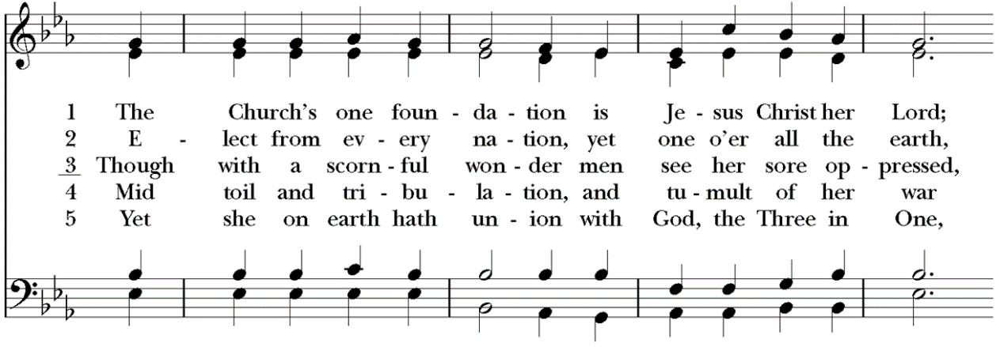 1 The Church’s one foun - da - tion is Je - sus Christ her Lord;
2 E - lect from ev - ery na - tion, yet one o’er all the earth,
3 Though with a scorn - ful won - der men see her sore op - pressed,
4 Mid toil and tri - bu - la - tion, and tu - mult of her war
5 Yet she on earth hath un - ion with God, the Three in One,